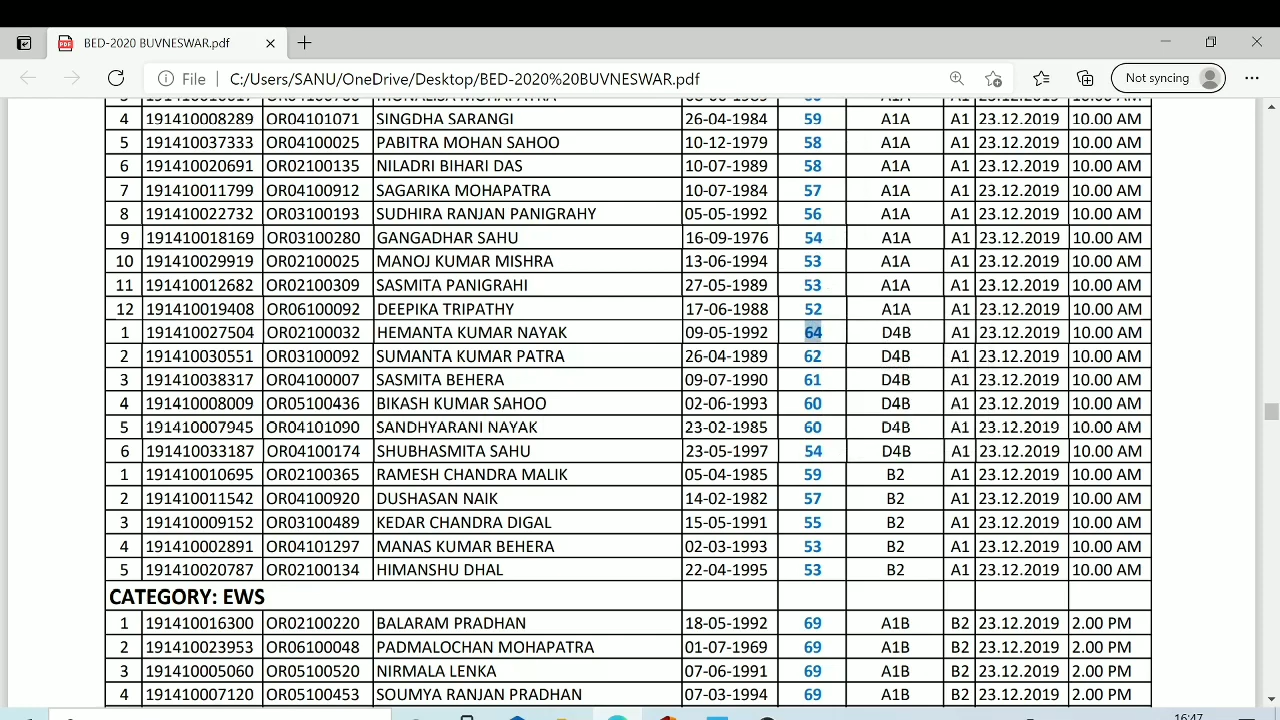 BED-2020 BUVNESWAR.pdf
File C:/Users/SANU/OneDrive/Desktop/BED-2020%20BUVNESWAR.pdf Not syncing
4 191410008289 OR04101071 SINGDHA SARANGI 26-04-1984 59 A1A A1 23.12.2019 10.00 AM
5 191410037333 OR04100025 PABITRA MOHAN SAHOO 10-12-1979 58 A1A A1 23.12.2019 10.00 AM
6 191410020691 OR02100135 NILADRI BIHARI DAS 10-07-1989 58 A1A A1 23.12.2019 10.00 AM
7 191410011799 OR04100912 SAGARIKA MOHAPATRA 10-07-1984 57 A1A A1 23.12.2019 10.00 AM
8 191410022732 OR03100193 SUDHIRA RANJAN PANIGRAHY 05-05-1992 56 A1A A1 23.12.2019 10.00 AM
9 191410018169 OR03100280 GANGADHAR SAHU 16-09-1976 54 A1A A1 23.12.2019 10.00 AM
10 191410029919 OR02100025 MANOJ KUMAR MISHRA 13-06-1994 53 A1A A1 23.12.2019 10.00 AM
11 191410012682 OR02100309 SASMITA PANIGRAHI 27-05-1989 53 A1A A1 23.12.2019 10.00 AM
12 191410019408 OR06100092 DEEPIKA TRIPATHY 17-06-1988 52 A1A A1 23.12.2019 10.00 AM
1 191410027504 OR02100032 HEMANTA KUMAR NAYAK 09-05-1992 64 D4B A1 23.12.2019 10.00 AM
2 191410030551 OR03100092 SUMANTA KUMAR PATRA 26-04-1989 62 D4B A1 23.12.2019 10.00 AM
3 191410038317 OR04100007 SASMITA BEHERA 09-07-1990 61 D4B A1 23.12.2019 10.00 AM
4 191410008009 OR05100436 BIKASH KUMAR SAHOO 02-06-1993 60 D4B A1 23.12.2019 10.00 AM
5 191410007945 OR04101090 SANDHYARANI NAYAK 23-02-1985 60 D4B A1 23.12.2019 10.00 AM
6 191410033187 OR04100174 SHUBHASMITA SAHU 23-05-1997 54 D4B A1 23.12.2019 10.00 AM
1 191410010695 OR02100365 RAMESH CHANDRA MALIK 05-04-1985 59 B2 A1 23.12.2019 10.00 AM
2 191410011542 OR04100920 DUSHASAN NAIK 14-02-1982 57 B2 A1 23.12.2019 10.00 AM
3 191410009152 OR03100489 KEDAR CHANDRA DIGAL 15-05-1991 55 B2 A1 23.12.2019 10.00 AM
4 191410002891 OR04101297 MANAS KUMAR BEHERA 02-03-1993 53 B2 A1 23.12.2019 10.00 AM
5 191410020787 OR02100134 HIMANSHU DHAL 22-04-1995 53 B2 A1 23.12.2019 10.00 AM
CATEGORY: EWS
1 191410016300 OR02100220 BALARAM PRADHAN 18-05-1992 69 A1B B2 23.12.2019 2.00 PM
2 191410023953 OR06100048 PADMALOCHAN MOHAPATRA 01-07-1969 69 A1B B2 23.12.2019 2.00 PM
3 191410005060 OR05100520 NIRMALA LENKA 07-06-1991 69 A1B B2 23.12.2019 2.00 PM
4 191410007120 OR05100453 SOUMYA RANJAN PRADHAN 07-03-1994 69 A1B B2 23.12.2019 2.00 PM
16:47